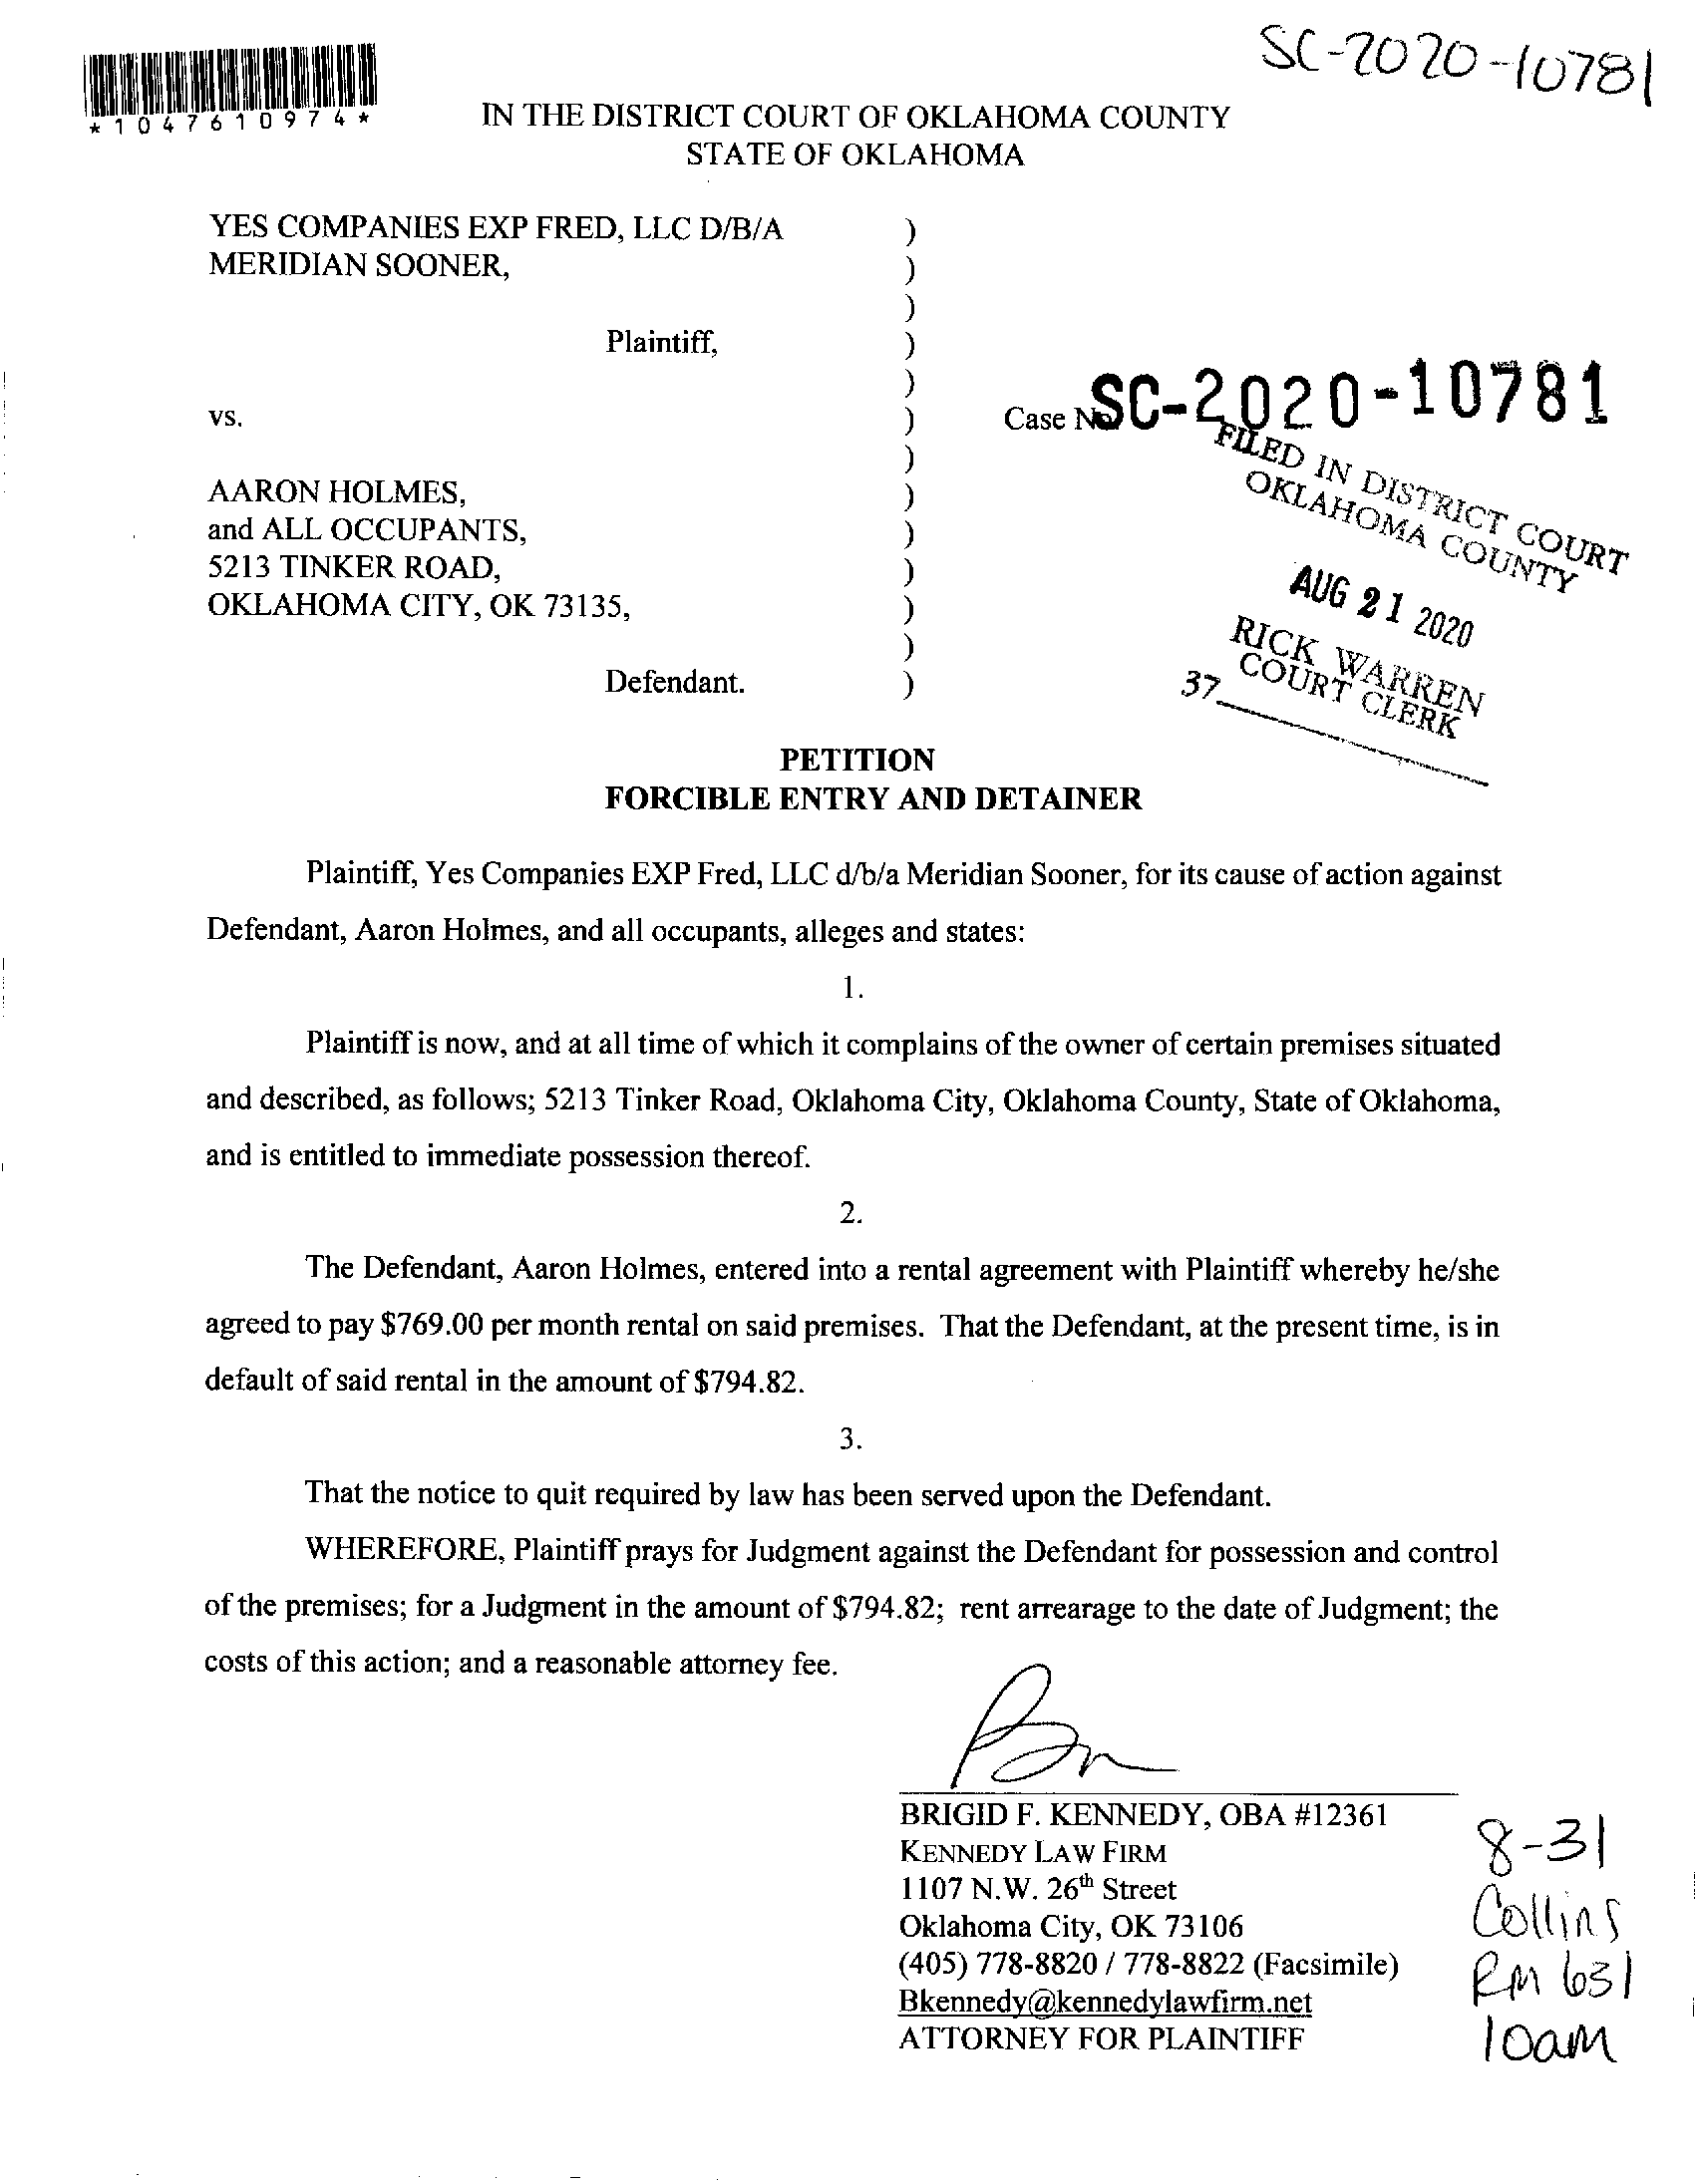 SC-2020-10781
*1047610974*
IN THE DISTRICT COURT OF OKLAHOMA COUNTY
STATE OF OKLAHOMA
YES COMPANIES EXP FRED, LLC D/B/A )
MERIDIAN SOONER, )
)
Plaintiff, )
)
vs. ) Case No. SC-2020-10781
)
AARON HOLMES, )
and ALL OCCUPANTS, )
5213 TINKER ROAD, )
OKLAHOMA CITY, OK 73135, )
)
Defendant. )
FILED IN DISTRICT COURT
OKLAHOMA COUNTY
AUG 21 2020
RICK WARREN
COURT CLERK
37
PETITION
FORCIBLE ENTRY AND DETAINER
Plaintiff, Yes Companies EXP Fred, LLC d/b/a Meridian Sooner, for its cause of action against
Defendant, Aaron Holmes, and all occupants, alleges and states:
1.
Plaintiff is now, and at all time of which it complains of the owner of certain premises situated
and described, as follows; 5213 Tinker Road, Oklahoma City, Oklahoma County, State of Oklahoma,
and is entitled to immediate possession thereof.
2.
The Defendant, Aaron Holmes, entered into a rental agreement with Plaintiff whereby he/she
agreed to pay $769.00 per month rental on said premises. That the Defendant, at the present time, is in
default of said rental in the amount of $794.82.
3.
That the notice to quit required by law has been served upon the Defendant.
WHEREFORE, Plaintiff prays for Judgment against the Defendant for possession and control
of the premises; for a Judgment in the amount of $794.82; rent arrearage to the date of Judgment; the
costs of this action; and a reasonable attorney fee.
BRIGID F. KENNEDY, OBA #12361
KENNEDY LAW FIRM
1107 N.W. 26th Street
Oklahoma City, OK 73106
(405) 778-8820 / 778-8822 (Facsimile)
Bkennedy@kennedylawfirm.net
ATTORNEY FOR PLAINTIFF
8-31
Collins
RM 631
10am